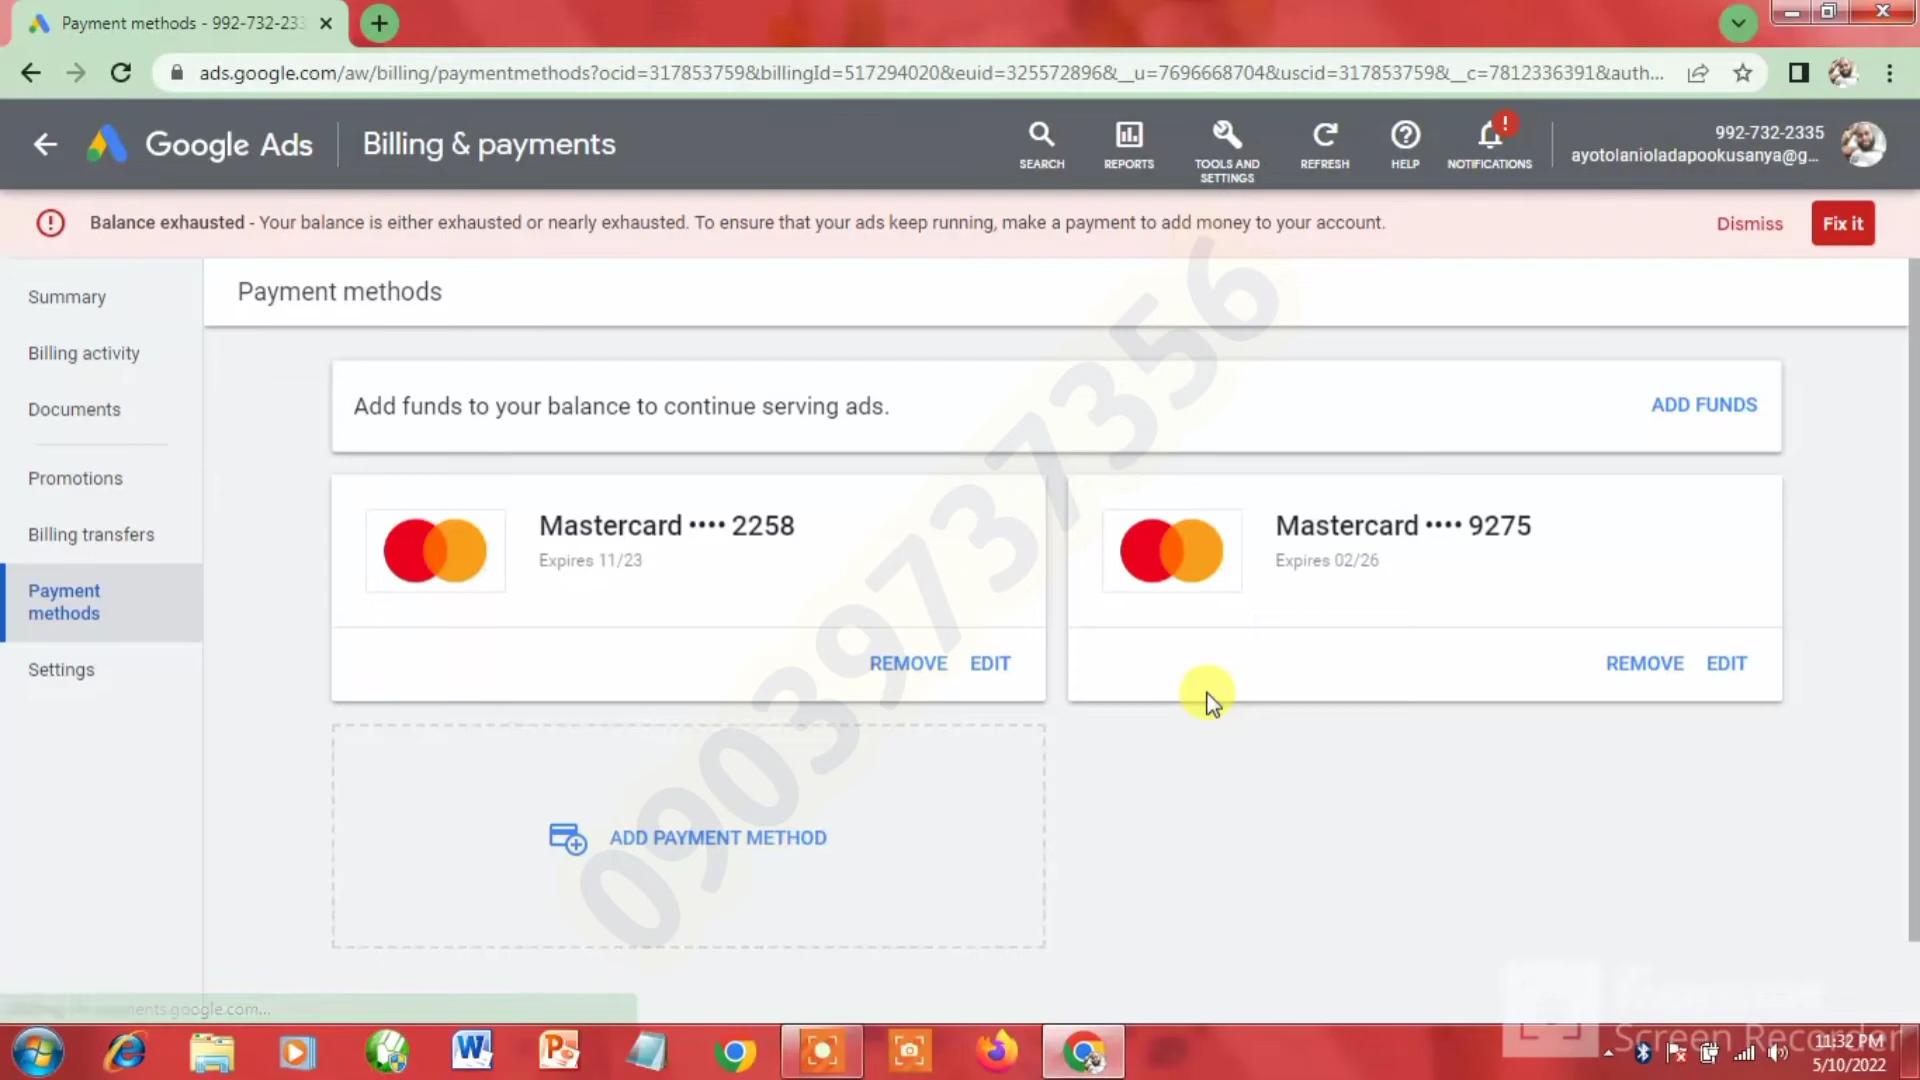 Payment methods - 992-732-233
ads.google.com/aw/billing/paymentmethods?ocid=317853759&billingId=517294020&euid=325572896&__u=7696668704&uscid=317853759&__c=7812336391&auth...
Google Ads
Billing & payments
SEARCH
REPORTS
TOOLS AND
SETTINGS
REFRESH
HELP
NOTIFICATIONS
992-732-2335
ayotolanioladapookusanya@g...
Balance exhausted - Your balance is either exhausted or nearly exhausted. To ensure that your ads keep running, make a payment to add money to your account.
Dismiss
Fix it
Summary
Billing activity
Documents
Promotions
Billing transfers
Payment
methods
Settings
Payment methods
Add funds to your balance to continue serving ads.
ADD FUNDS
Mastercard •••• 2258
Expires 11/23
REMOVE
EDIT
Mastercard •••• 9275
Expires 02/26
REMOVE
EDIT
ADD PAYMENT METHOD
09039737356
Screen Recorder
11:32 PM
5/10/2022